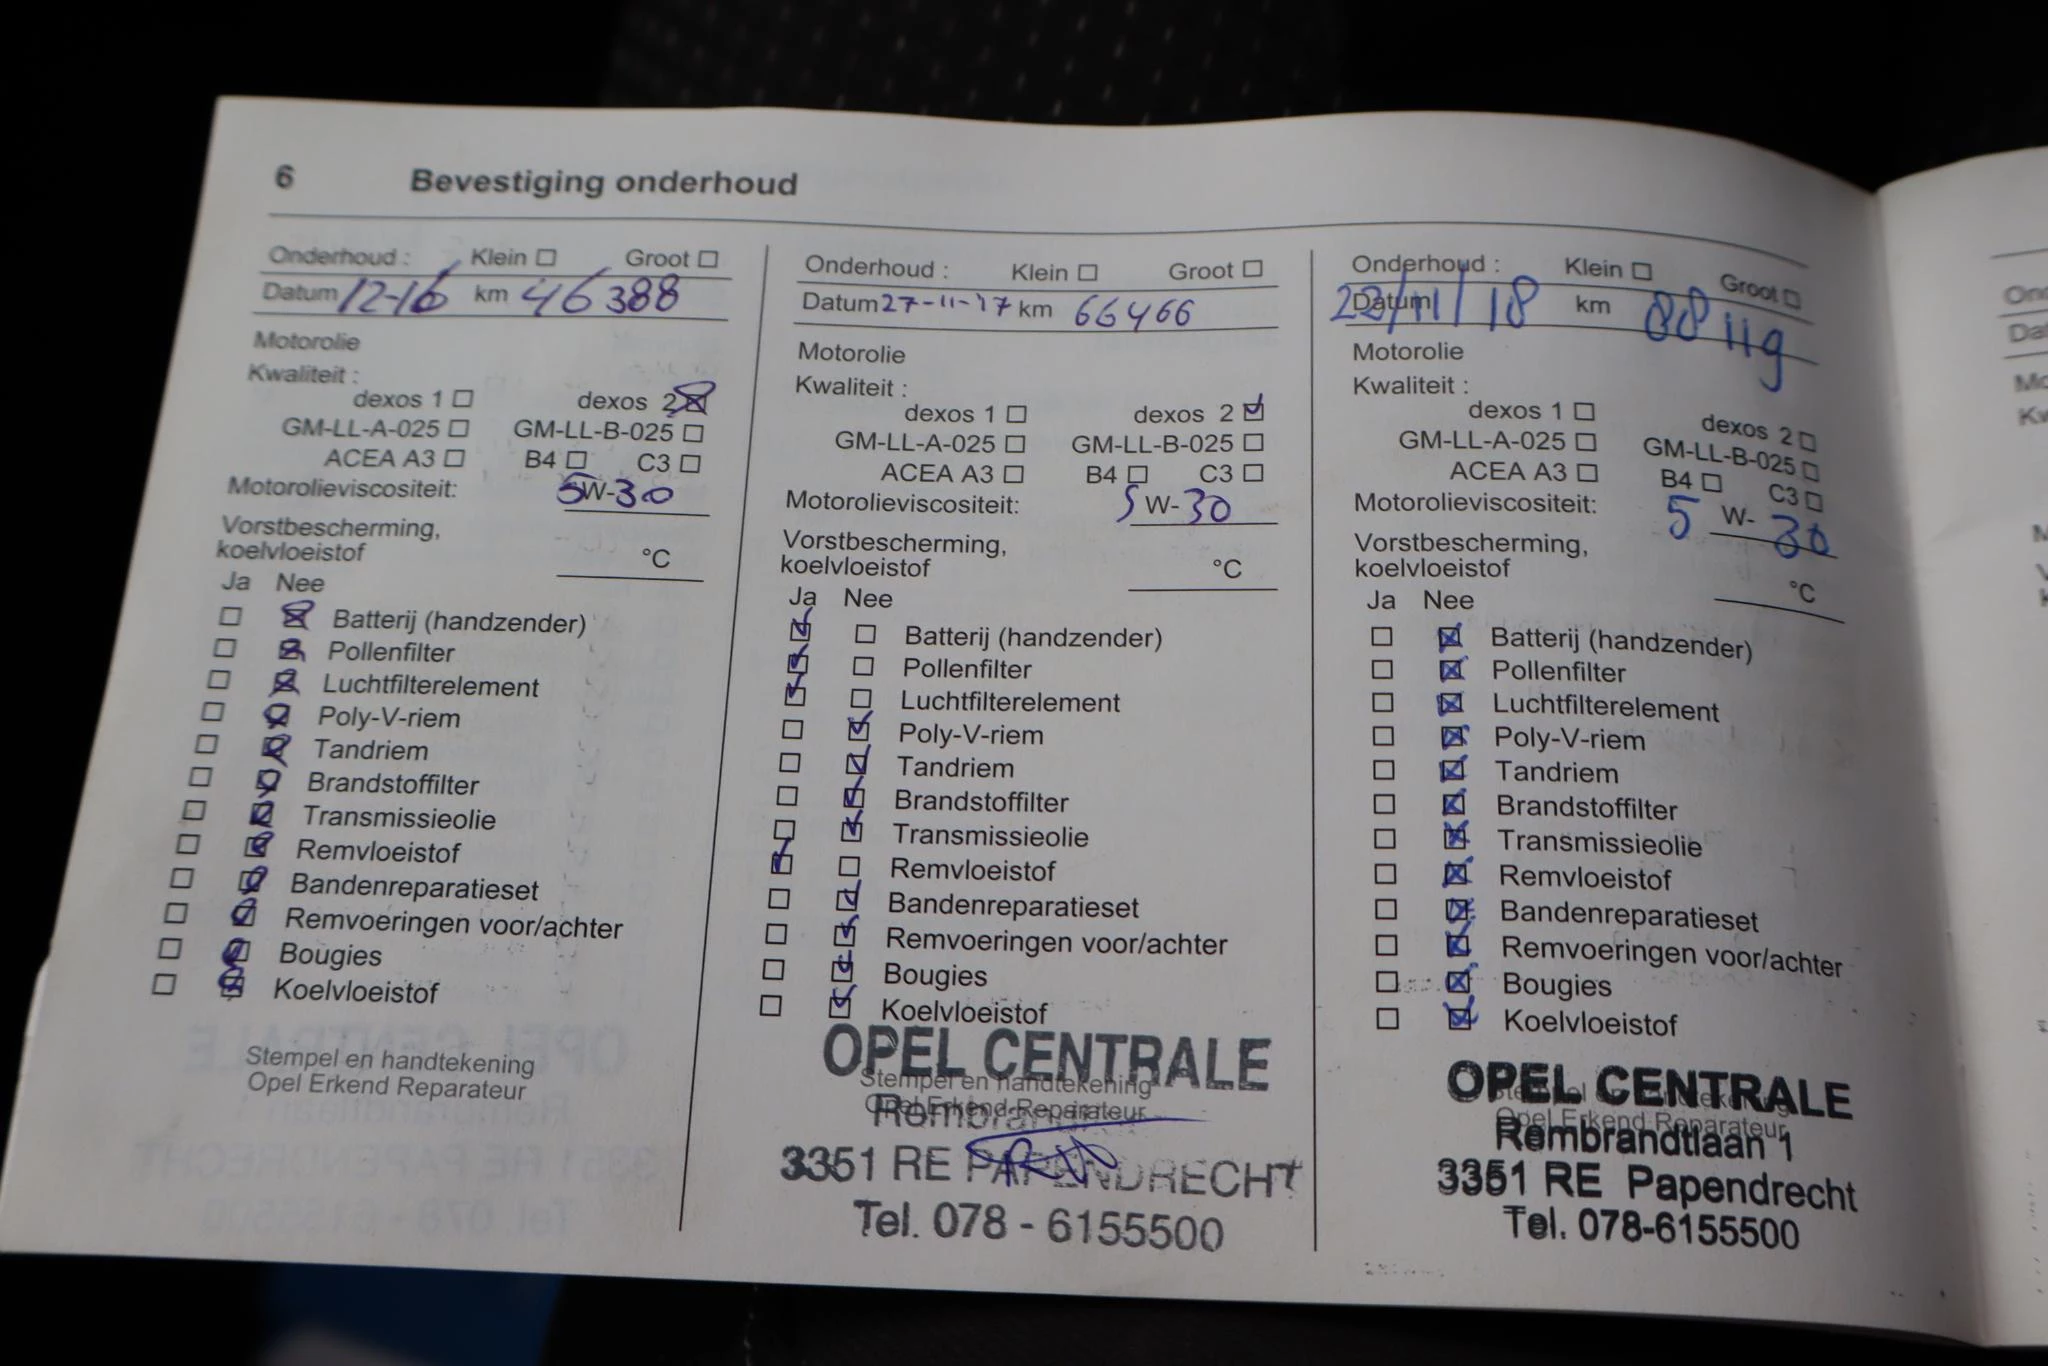 6 Bevestiging onderhoud
Onderhoud : Klein ☐ Groot ☐
Datum 12-16 km 46388
Motorolie
Kwaliteit :
dexos 1 ☐ dexos 2 ☒
GM-LL-A-025 ☐ GM-LL-B-025 ☐
ACEA A3 ☐ B4 ☐ C3 ☐
Motorolieviscositeit: 5W-30
Vorstbescherming,
koelvloeistof °C
Ja Nee
☐ ☒ Batterij (handzender)
☐ ☒ Pollenfilter
☐ ☒ Luchtfilterelement
☐ ☒ Poly-V-riem
☐ ☒ Tandriem
☐ ☒ Brandstoffilter
☐ ☒ Transmissieolie
☐ ☒ Remvloeistof
☐ ☒ Bandenreparatieset
☐ ☒ Remvoeringen voor/achter
☐ ☒ Bougies
☐ ☒ Koelvloeistof
Stempel en handtekening
Opel Erkend Reparateur
Onderhoud : Klein ☐ Groot ☐
Datum 27-11-'17 km 66466
Motorolie
Kwaliteit :
dexos 1 ☐ dexos 2 ☑
GM-LL-A-025 ☐ GM-LL-B-025 ☐
ACEA A3 ☐ B4 ☐ C3 ☐
Motorolieviscositeit: 5 W-30
Vorstbescherming,
koelvloeistof °C
Ja Nee
☑ ☐ Batterij (handzender)
☑ ☐ Pollenfilter
☑ ☐ Luchtfilterelement
☐ ☑ Poly-V-riem
☐ ☑ Tandriem
☐ ☑ Brandstoffilter
☐ ☑ Transmissieolie
☑ ☐ Remvloeistof
☐ ☑ Bandenreparatieset
☐ ☑ Remvoeringen voor/achter
☐ ☑ Bougies
☐ ☑ Koelvloeistof
OPEL CENTRALE
Stempel en handtekening
Opel Erkend Reparateur
3351 RE PAPENDRECHT
Tel. 078 - 6155500
Onderhoud : Klein ☐ Groot ☐
Datum 22/11/18 km 88119
Motorolie
Kwaliteit :
dexos 1 ☐ dexos 2 ☐
GM-LL-A-025 ☐ GM-LL-B-025 ☐
ACEA A3 ☐ B4 ☐ C3 ☐
Motorolieviscositeit: 5 W- 30
Vorstbescherming,
koelvloeistof °C
Ja Nee
☐ ☒ Batterij (handzender)
☐ ☒ Pollenfilter
☐ ☒ Luchtfilterelement
☐ ☒ Poly-V-riem
☐ ☒ Tandriem
☐ ☒ Brandstoffilter
☐ ☒ Transmissieolie
☐ ☒ Remvloeistof
☐ ☒ Bandenreparatieset
☐ ☒ Remvoeringen voor/achter
☐ ☒ Bougies
☐ ☒ Koelvloeistof
OPEL CENTRALE
Opel Erkend Reparateur
Rembrandtlaan 1
3351 RE Papendrecht
Tel. 078-6155500